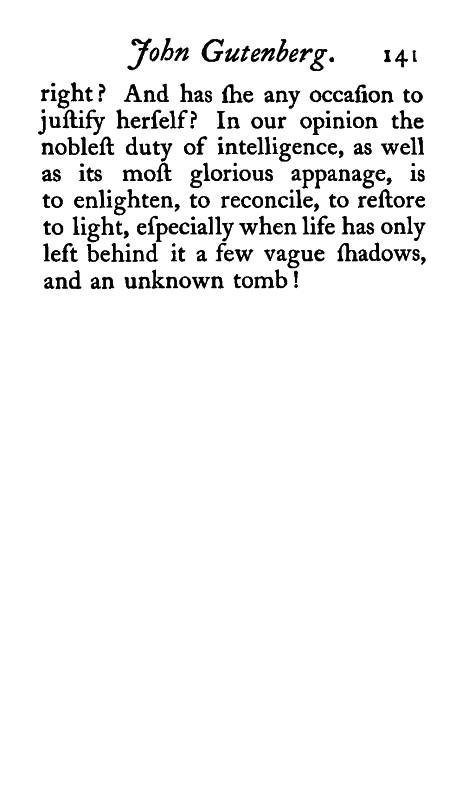 John Gutenberg. 141
right? And has ſhe any occaſion to
juſtify herſelf? In our opinion the
nobleſt duty of intelligence, as well
as its moſt glorious appanage, is
to enlighten, to reconcile, to reſtore
to light, eſpecially when life has only
left behind it a few vague ſhadows,
and an unknown tomb!